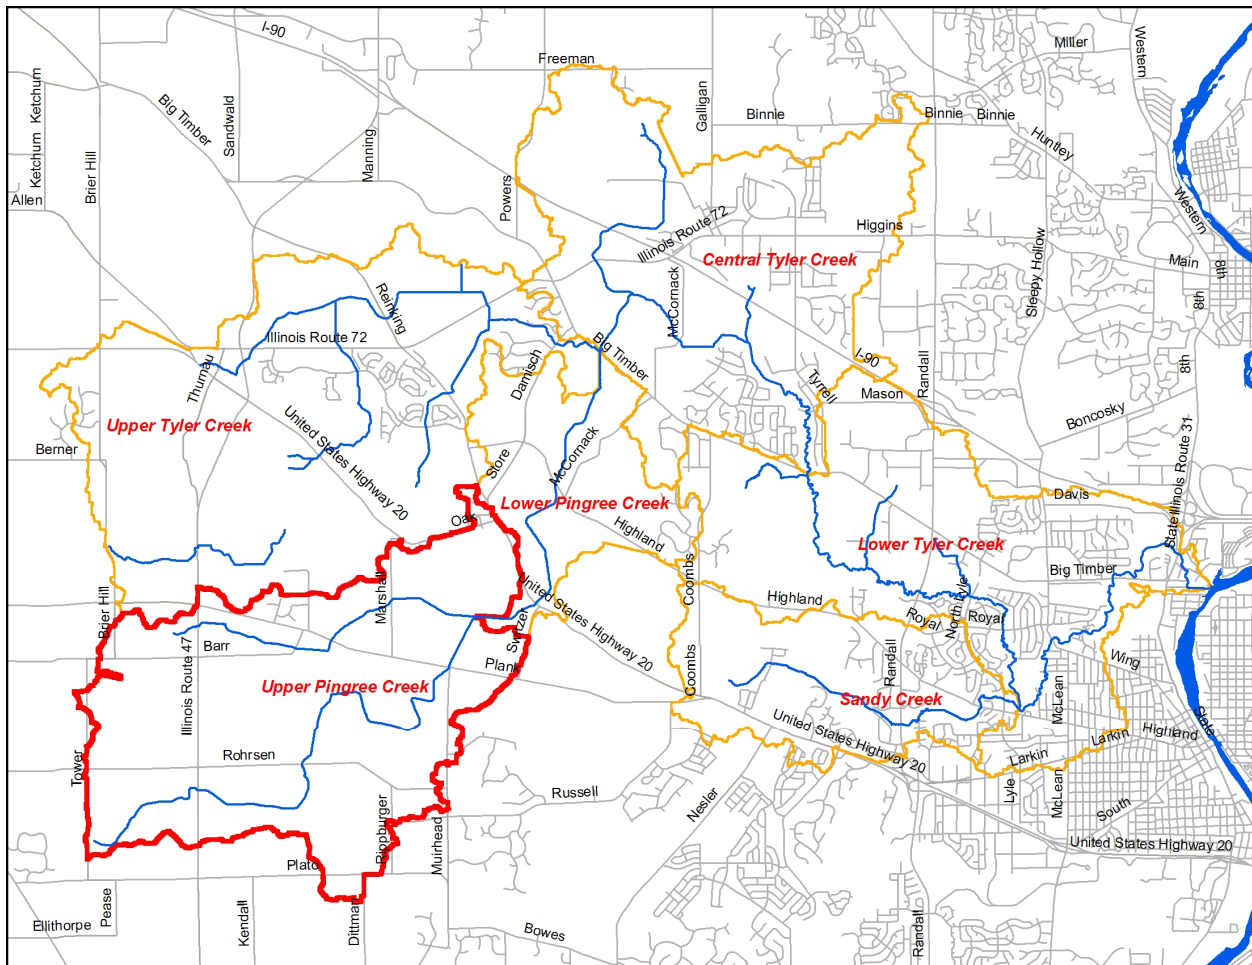 I-90
Freeman
Miller
Western
Ketchum
Ketchum
Big Timber
Sandwald
Manning
Galligan
Binnie
Binnie
Binnie
Huntley
Brier Hill
Allen
Powers
Western
Illinois Route 72
Higgins
Sleepy Hollow
Main
8th
8th
Central Tyler Creek
McCormack
Reinking
Illinois Route 72
Big Timber
Damisch
Thurnau
I-90
Randall
8th
Tyrrell
Mason
Boncosky
Upper Tyler Creek
Berner
United States Highway 20
Store
McCornack
Illinois Route 31
State
Davis
Lower Pingree Creek
Oak
Highland
Lower Tyler Creek
Big Timber
Marshall
Coombs
United States Highway 20
Highland
Brier Hill
Switzer
North Lyle
Royal
Royal
Barr
Illinois Route 47
Plank
Coombs
Randall
Wing
Upper Pingree Creek
Sandy Creek
McLean
State
United States Highway 20
Highland
Larkin
Larkin
Rohrsen
Tower
Russell
Nesler
Lyle
McLean
South
Rippburger
Muirhead
United States Highway 20
Plato
Pease
Ellithorpe
Kendall
Dittman
Bowes
Randall